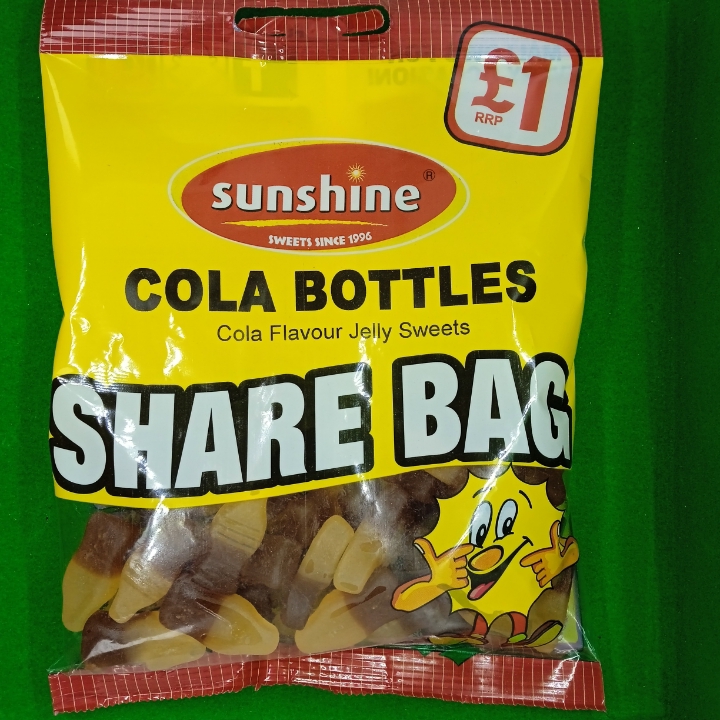 £1
RRP
sunshine®
SWEETS SINCE 1996
COLA BOTTLES
Cola Flavour Jelly Sweets
SHARE BAG